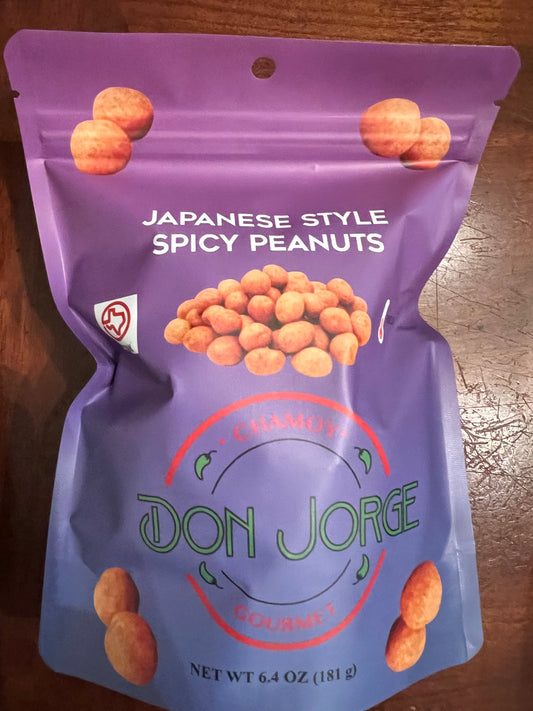 JAPANESE STYLE
SPICY PEANUTS
• CHAMOY •
DON JORGE
GOURMET
NET WT 6.4 OZ (181 g)